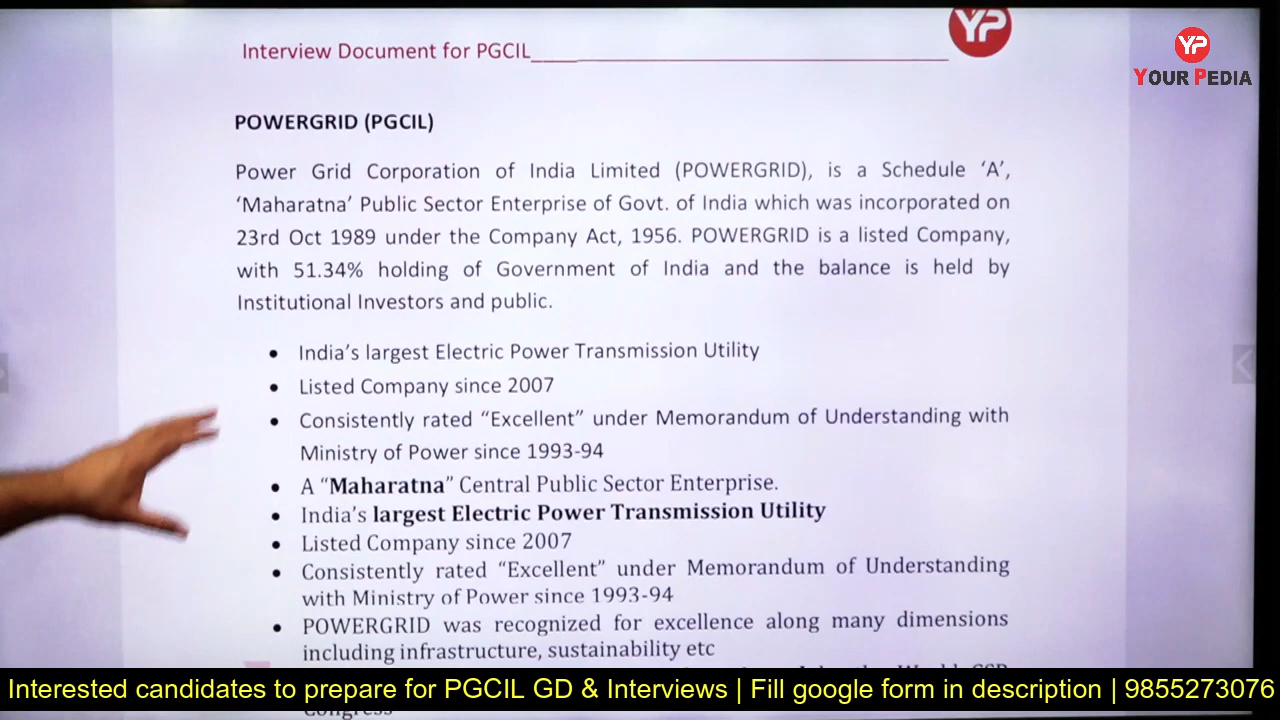 Interview Document for PGCIL
YP
YP
YOUR PEDIA
POWERGRID (PGCIL)
Power Grid Corporation of India Limited (POWERGRID), is a Schedule ‘A’,
‘Maharatna’ Public Sector Enterprise of Govt. of India which was incorporated on
23rd Oct 1989 under the Company Act, 1956. POWERGRID is a listed Company,
with 51.34% holding of Government of India and the balance is held by
Institutional Investors and public.
• India’s largest Electric Power Transmission Utility
• Listed Company since 2007
• Consistently rated “Excellent” under Memorandum of Understanding with
Ministry of Power since 1993-94
• A “Maharatna” Central Public Sector Enterprise.
• India’s largest Electric Power Transmission Utility
• Listed Company since 2007
• Consistently rated “Excellent” under Memorandum of Understanding
with Ministry of Power since 1993-94
• POWERGRID was recognized for excellence along many dimensions
including infrastructure, sustainability etc
Interested candidates to prepare for PGCIL GD & Interviews | Fill google form in description | 9855273076